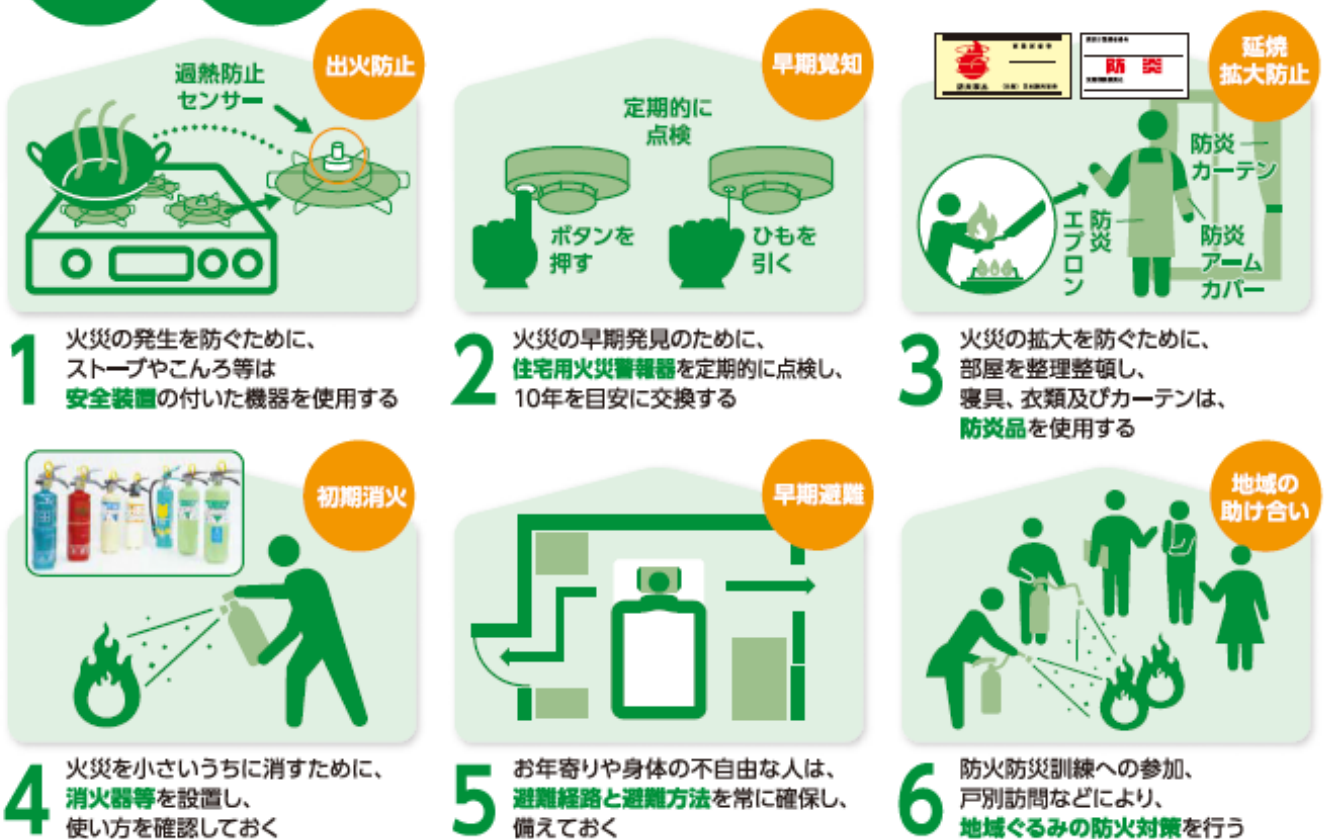 出火防止
過熱防止
センサー
1
火災の発生を防ぐために、
ストーブやこんろ等は
安全装置の付いた機器を使用する
早期覚知
定期的に
点検
ボタンを
押す
ひもを
引く
2
火災の早期発見のために、
住宅用火災警報器を定期的に点検し、
10年を目安に交換する
延焼
拡大防止
防炎
防炎
カーテン
防炎
エプロン
防炎
アーム
カバー
3
火災の拡大を防ぐために、
部屋を整理整頓し、
寝具、衣類及びカーテンは、
防炎品を使用する
初期消火
4
火災を小さいうちに消すために、
消火器等を設置し、
使い方を確認しておく
早期避難
5
お年寄りや身体の不自由な人は、
避難経路と避難方法を常に確保し、
備えておく
地域の
助け合い
6
防火防災訓練への参加、
戸別訪問などにより、
地域ぐるみの防火対策を行う